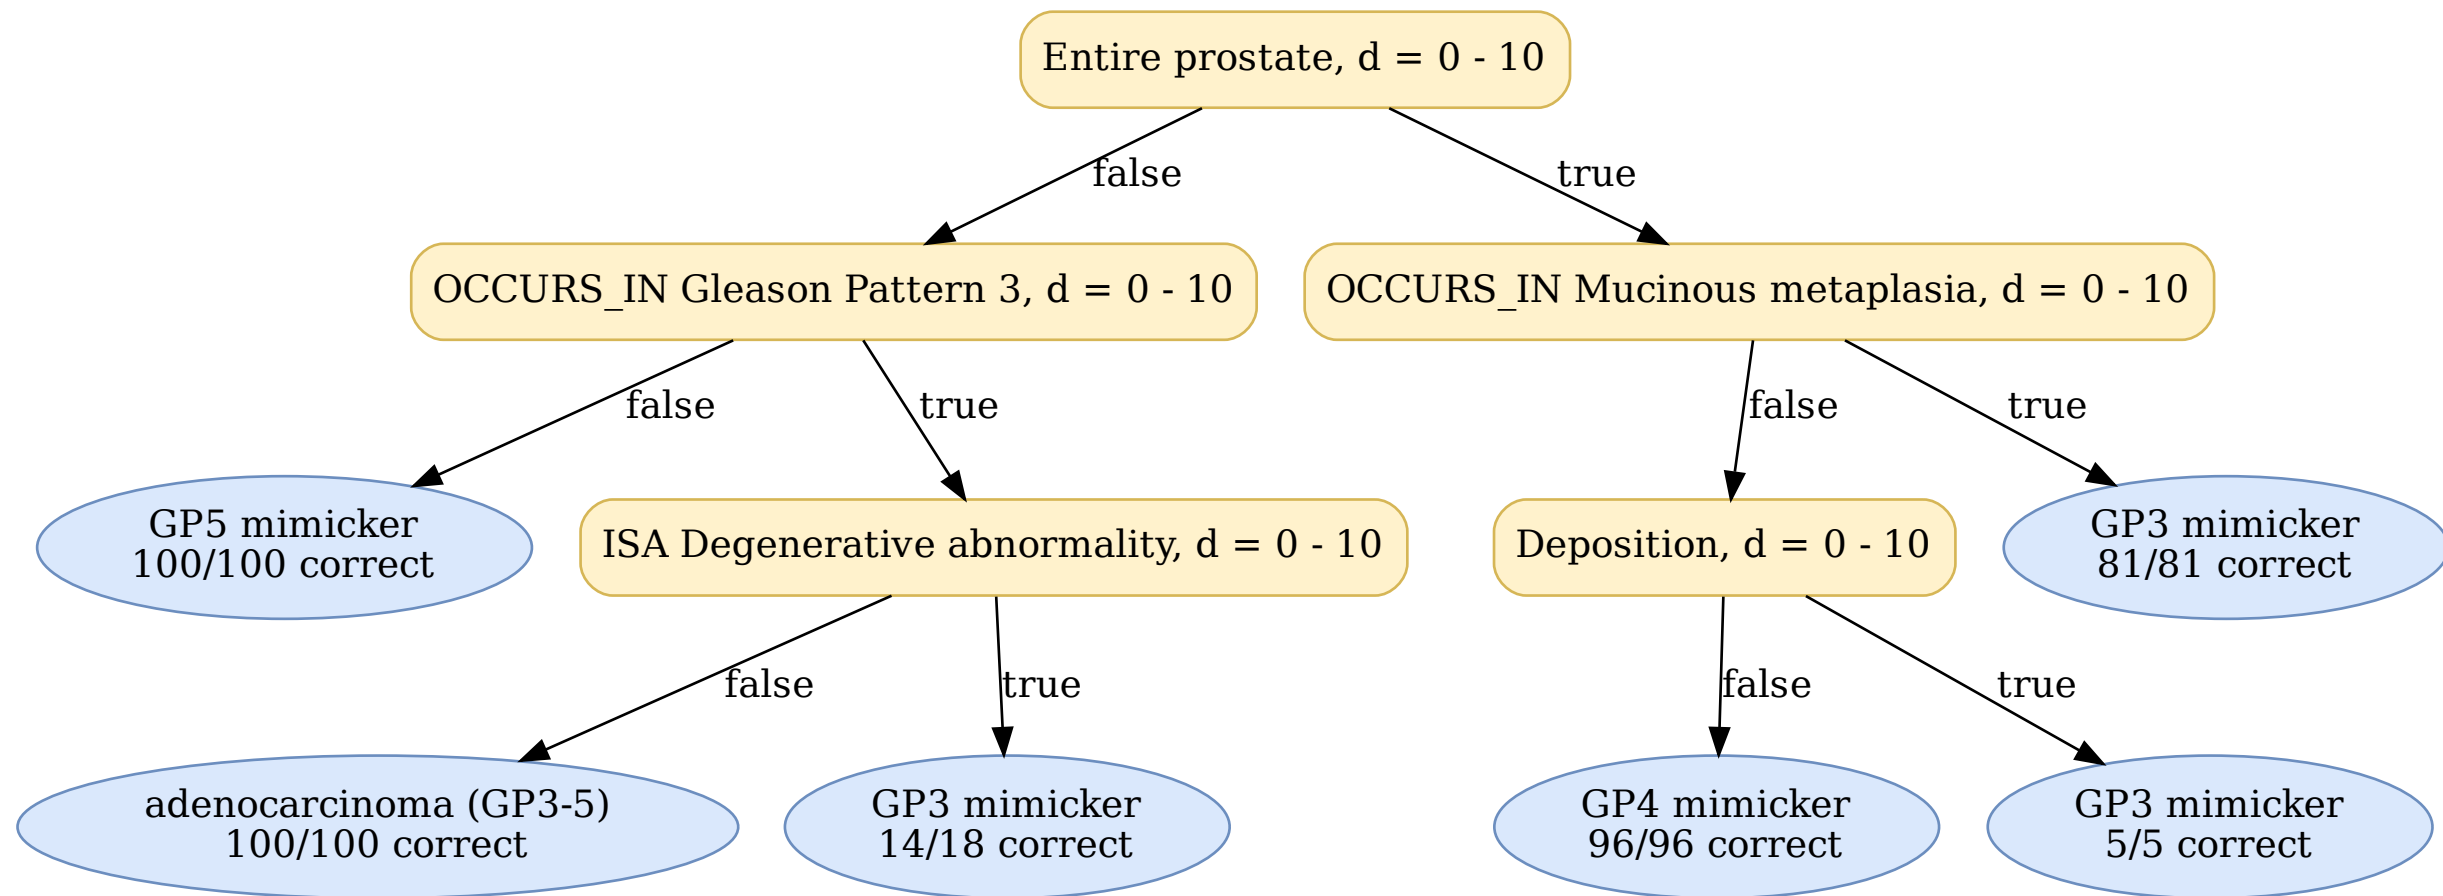 Entire prostate, d = 0 - 10
false
true
OCCURS_IN Gleason Pattern 3, d = 0 - 10
OCCURS_IN Mucinous metaplasia, d = 0 - 10
false
true
false
true
GP5 mimicker
100/100 correct
ISA Degenerative abnormality, d = 0 - 10
Deposition, d = 0 - 10
GP3 mimicker
81/81 correct
false
true
false
true
adenocarcinoma (GP3-5)
100/100 correct
GP3 mimicker
14/18 correct
GP4 mimicker
96/96 correct
GP3 mimicker
5/5 correct